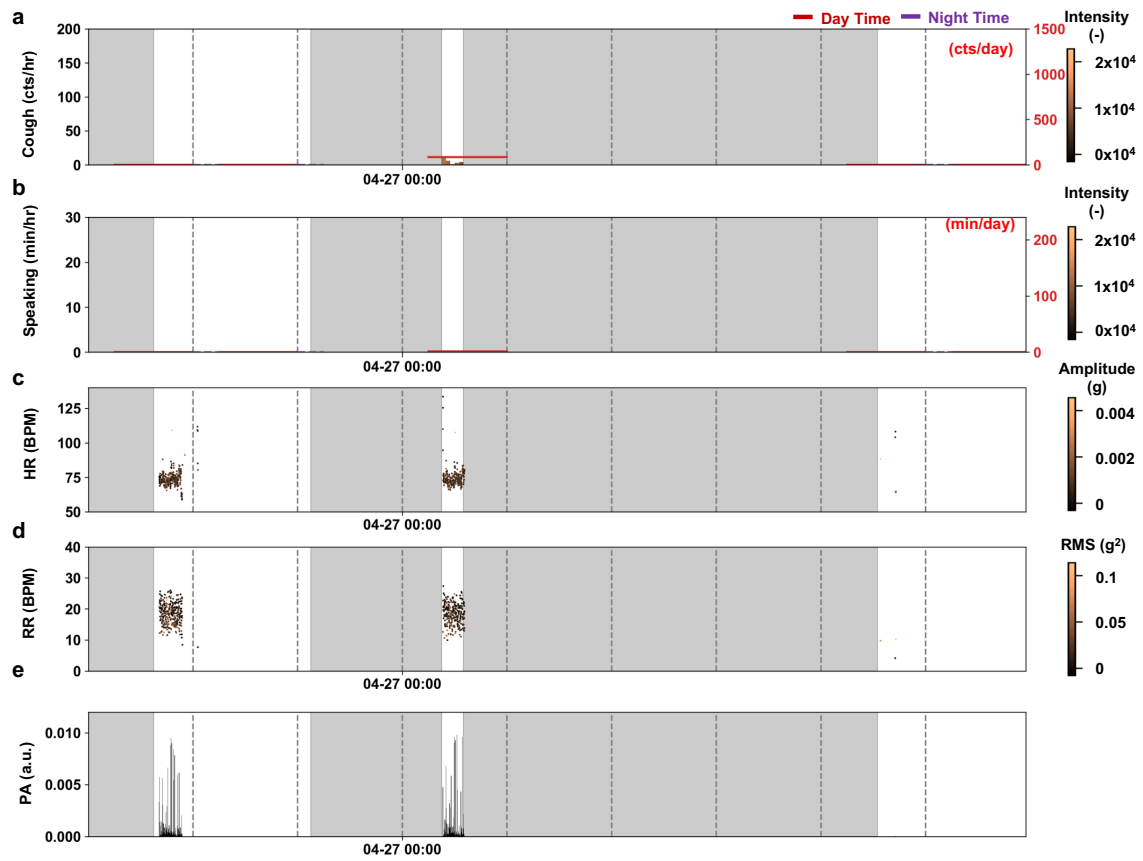 a
Day Time
Night Time
Intensity
(-)
Cough (cts/hr)
200
150
100
50
0
(cts/day)
1500
1000
500
0
2x10⁴
1x10⁴
0x10⁴
04-27 00:00
b
Intensity
(-)
Speaking (min/hr)
30
25
20
15
10
5
0
(min/day)
200
100
0
2x10⁴
1x10⁴
0x10⁴
04-27 00:00
c
Amplitude
(g)
HR (BPM)
125
100
75
50
0.004
0.002
0
04-27 00:00
d
RMS (g²)
RR (BPM)
40
30
20
10
0
0.1
0.05
0
04-27 00:00
e
PA (a.u.)
0.010
0.005
0.000
04-27 00:00